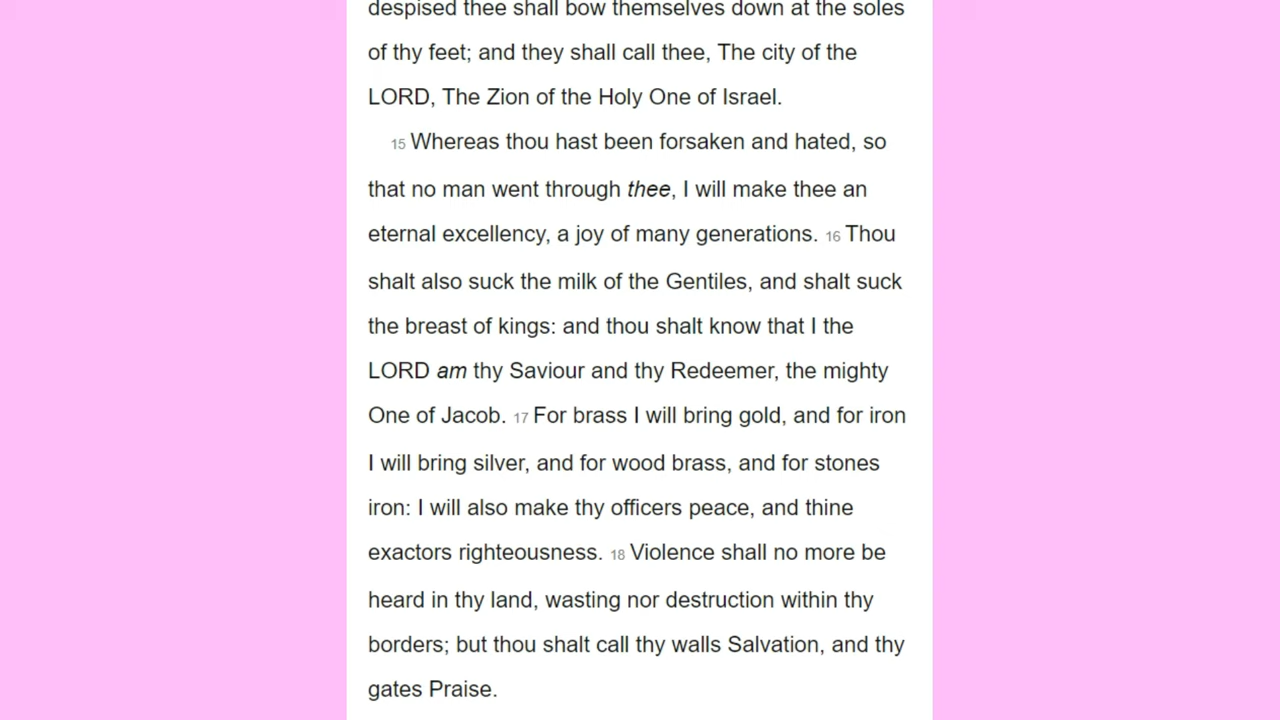 despised thee shall bow themselves down at the soles
of thy feet; and they shall call thee, The city of the
LORD, The Zion of the Holy One of Israel.
15 Whereas thou hast been forsaken and hated, so
that no man went through thee, I will make thee an
eternal excellency, a joy of many generations. 16 Thou
shalt also suck the milk of the Gentiles, and shalt suck
the breast of kings: and thou shalt know that I the
LORD am thy Saviour and thy Redeemer, the mighty
One of Jacob. 17 For brass I will bring gold, and for iron
I will bring silver, and for wood brass, and for stones
iron: I will also make thy officers peace, and thine
exactors righteousness. 18 Violence shall no more be
heard in thy land, wasting nor destruction within thy
borders; but thou shalt call thy walls Salvation, and thy
gates Praise.